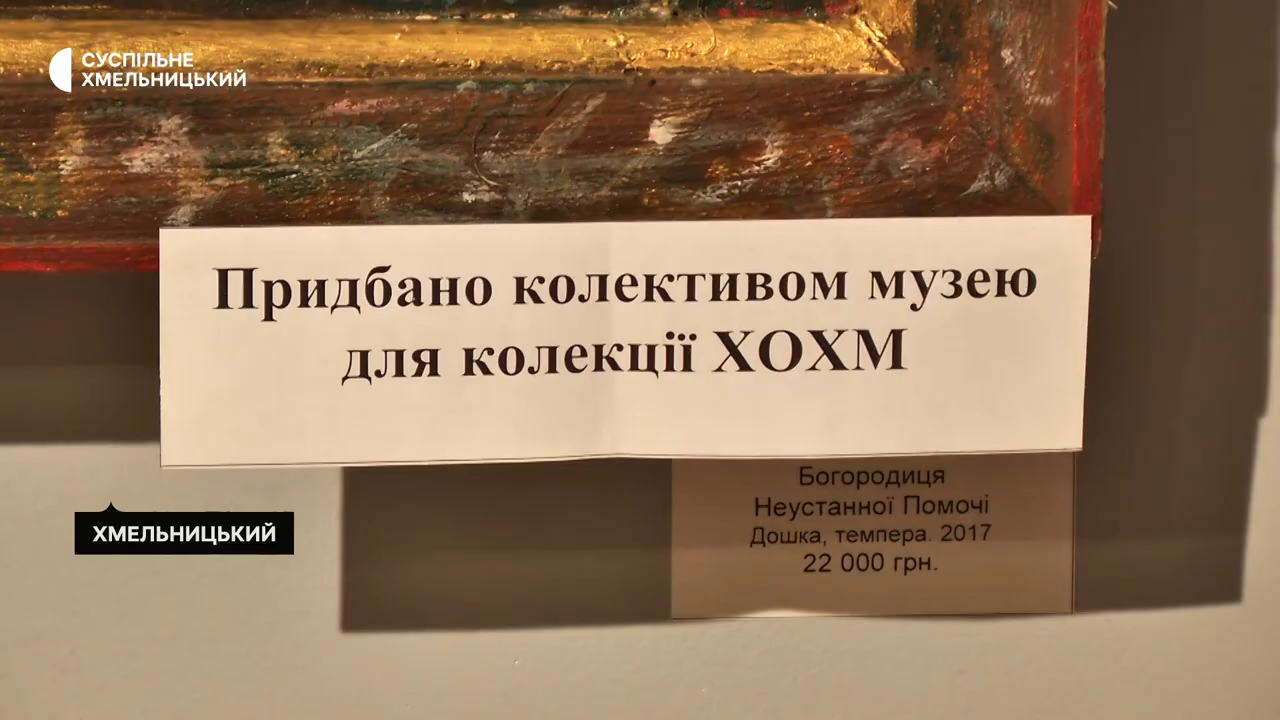 СУСПІЛЬНЕ
ХМЕЛЬНИЦЬКИЙ
Придбано колективом музею
для колекції ХОХМ
Богородиця
Неустанної Помочі
Дошка, темпера. 2017
22 000 грн.
ХМЕЛЬНИЦЬКИЙ